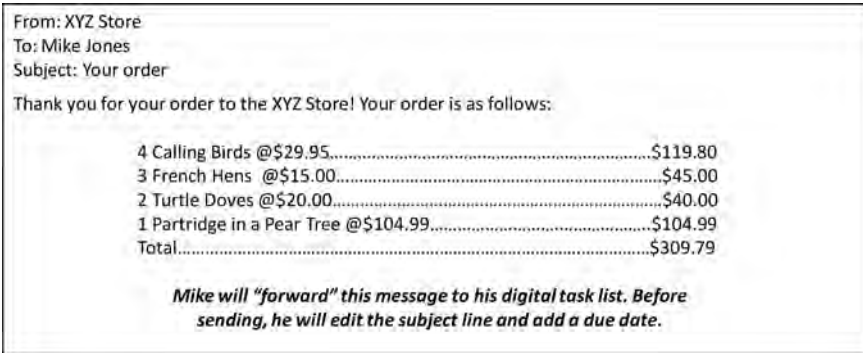 From: XYZ Store
To: Mike Jones
Subject: Your order
Thank you for your order to the XYZ Store! Your order is as follows:
4 Calling Birds @$29.95..........................................................................$119.80
3 French Hens @$15.00..........................................................................$45.00
2 Turtle Doves @$20.00..........................................................................$40.00
1 Partridge in a Pear Tree @$104.99.................................................$104.99
Total..........................................................................................................$309.79
Mike will “forward” this message to his digital task list. Before
sending, he will edit the subject line and add a due date.